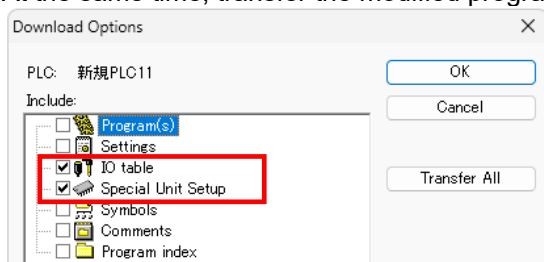 At the same time, transfer the modified progra
Download Options
PLC: 新規PLC11
OK
Include:
Cancel
Program(s)
Settings
IO table
Transfer All
Special Unit Setup
Symbols
Comments
Program index